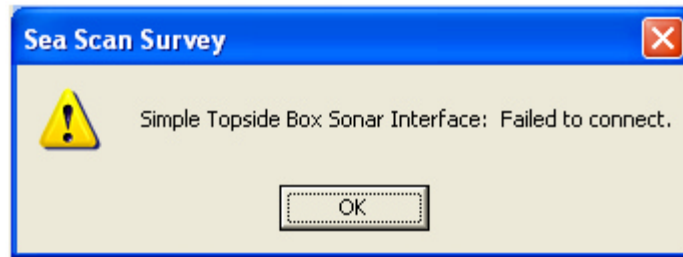 Sea Scan Survey
Simple Topside Box Sonar Interface:  Failed to connect.
OK